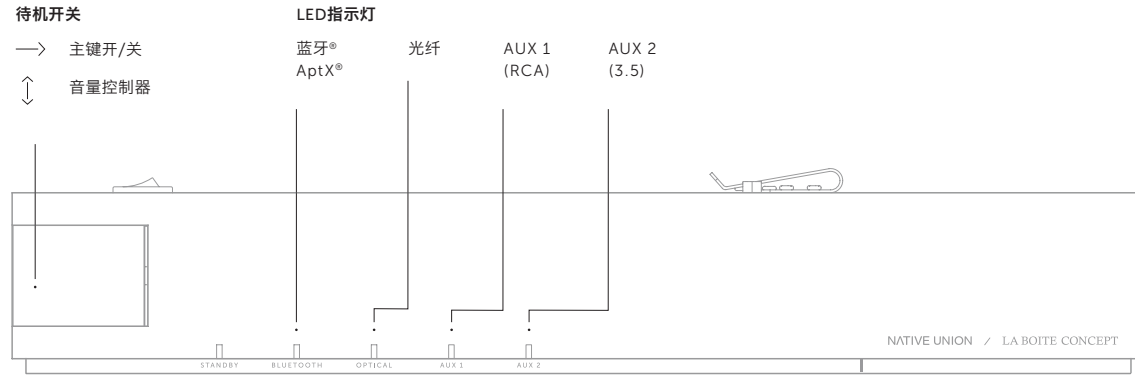 待机开关
主键开/关
音量控制器
LED指示灯
蓝牙®
AptX®
光纤
AUX 1
(RCA)
AUX 2
(3.5)
NATIVE UNION / LA BOITE CONCEPT
STANDBY
BLUETOOTH
OPTICAL
AUX 1
AUX 2